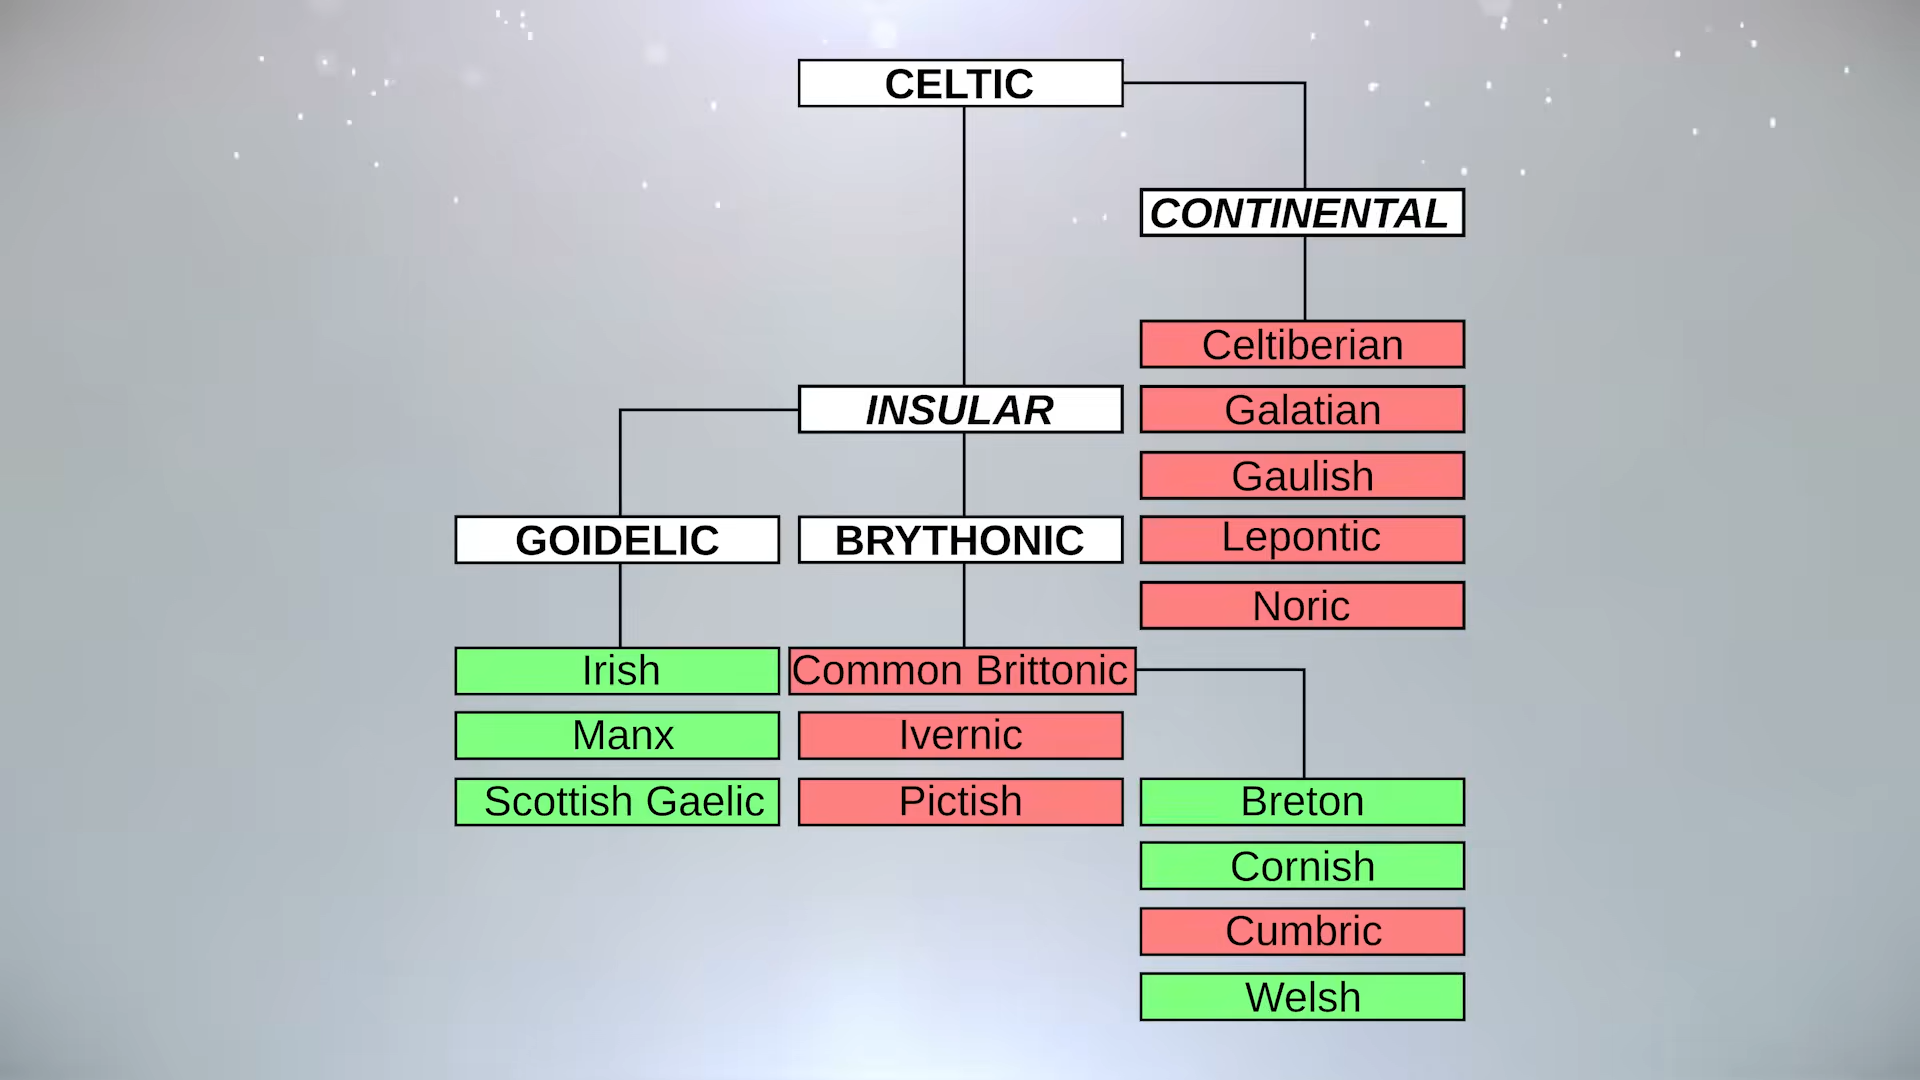 CELTIC
CONTINENTAL
Celtiberian
INSULAR
Galatian
Gaulish
GOIDELIC
BRYTHONIC
Lepontic
Noric
Irish
Common Brittonic
Manx
Ivernic
Scottish Gaelic
Pictish
Breton
Cornish
Cumbric
Welsh